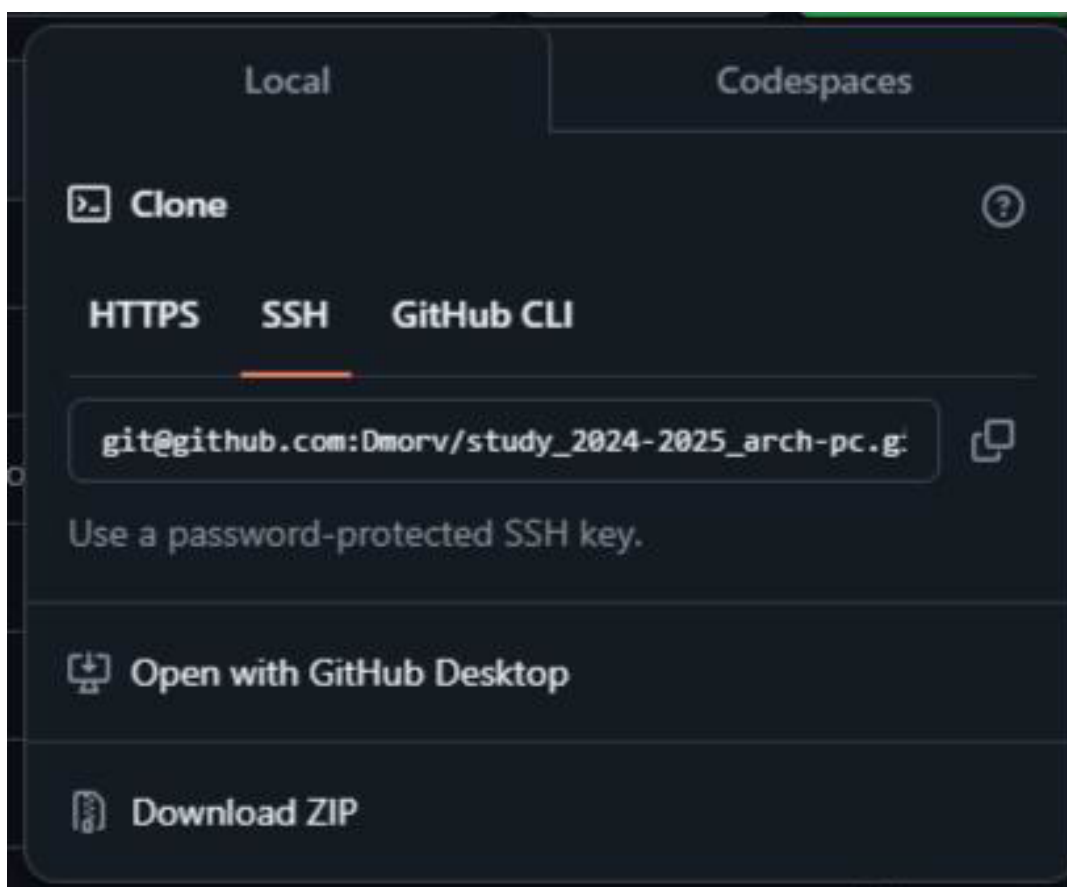 Local Codespaces
Clone
HTTPS SSH GitHub CLI
git@github.com:Dmorv/study_2024-2025_arch-pc.gi
Use a password-protected SSH key.
Open with GitHub Desktop
Download ZIP